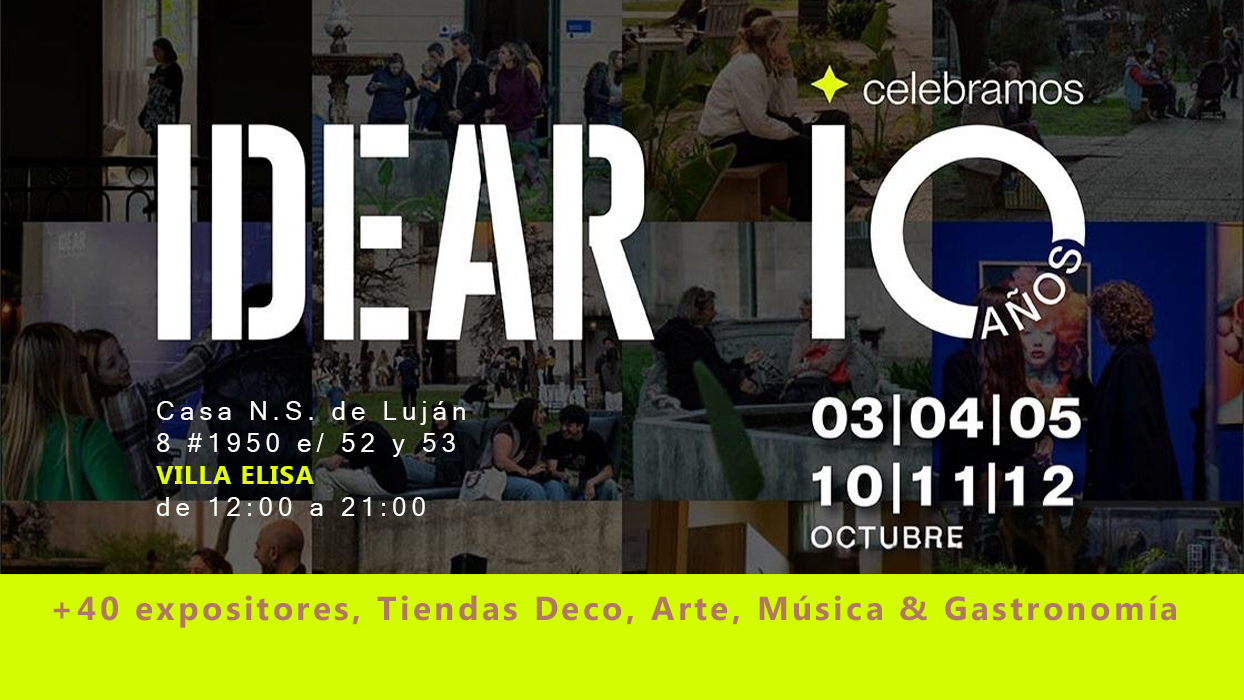 celebramos
IDEAR 10
AÑOS
Casa N.S. de Luján
8 #1950 e/ 52 y 53
VILLA ELISA
de 12:00 a 21:00
03|04|05
10|11|12
OCTUBRE
+40 expositores, Tiendas Deco, Arte, Música & Gastronomía
IDEAR